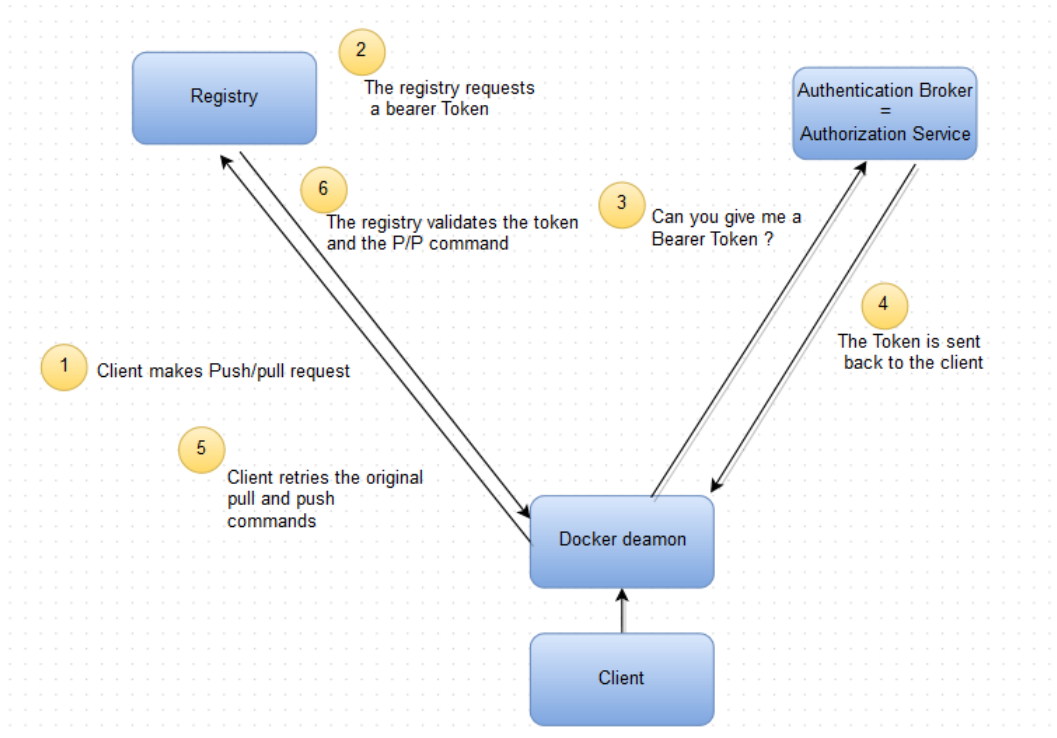 2
The registry requests
a bearer Token
Registry
Authentication Broker
=
Authorization Service
6
The registry validates the token
and the P/P command
3
Can you give me a
Bearer Token ?
4
The Token is sent
back to the client
1
Client makes Push/pull request
5
Client retries the original
pull and push
commands
Docker deamon
Client